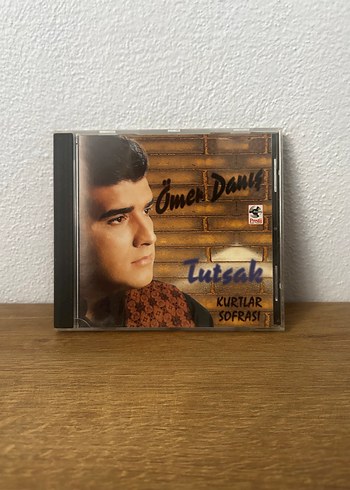 Ömer Danış
Tutsak
KURTLAR
SOFRASI